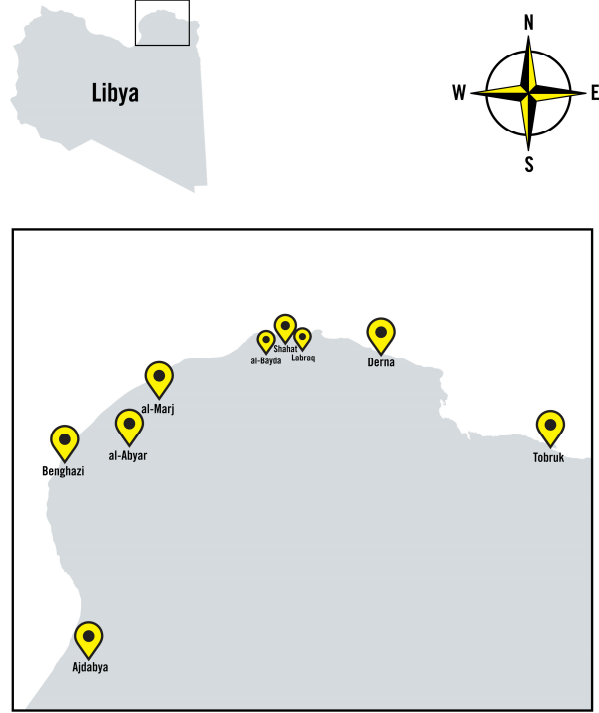 N
Libya
W
E
S
Shahat
al-Bayda
Labraq
Derna
al-Marj
al-Abyar
Benghazi
Tobruk
Ajdabya